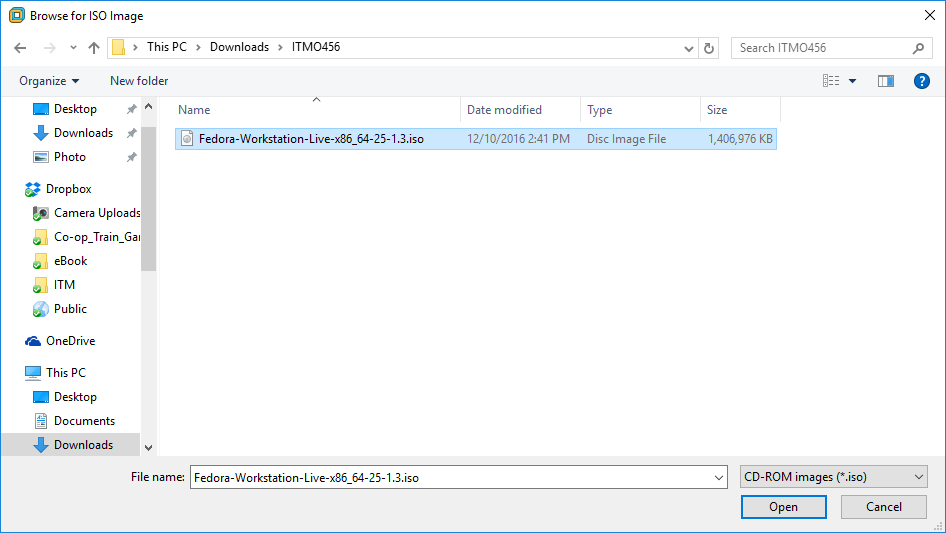 Browse for ISO Image
This PC > Downloads > ITMO456
Search ITMO456
Organize
New folder
Name
Date modified
Type
Size
Fedora-Workstation-Live-x86_64-25-1.3.iso
12/10/2016 2:41 PM
Disc Image File
1,406,976 KB
Desktop
Downloads
Photo
Dropbox
Camera Uploads
Co-op_Train_Gar
eBook
ITM
Public
OneDrive
This PC
Desktop
Documents
Downloads
File name:
Fedora-Workstation-Live-x86_64-25-1.3.iso
CD-ROM images (*.iso)
Open
Cancel